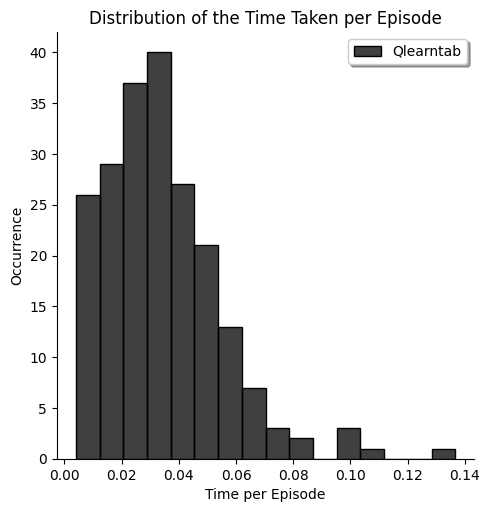 Distribution of the Time Taken per Episode
Qlearntab
40
35
30
25
20
15
10
5
0
Occurrence
0.00 0.02 0.04 0.06 0.08 0.10 0.12 0.14
Time per Episode